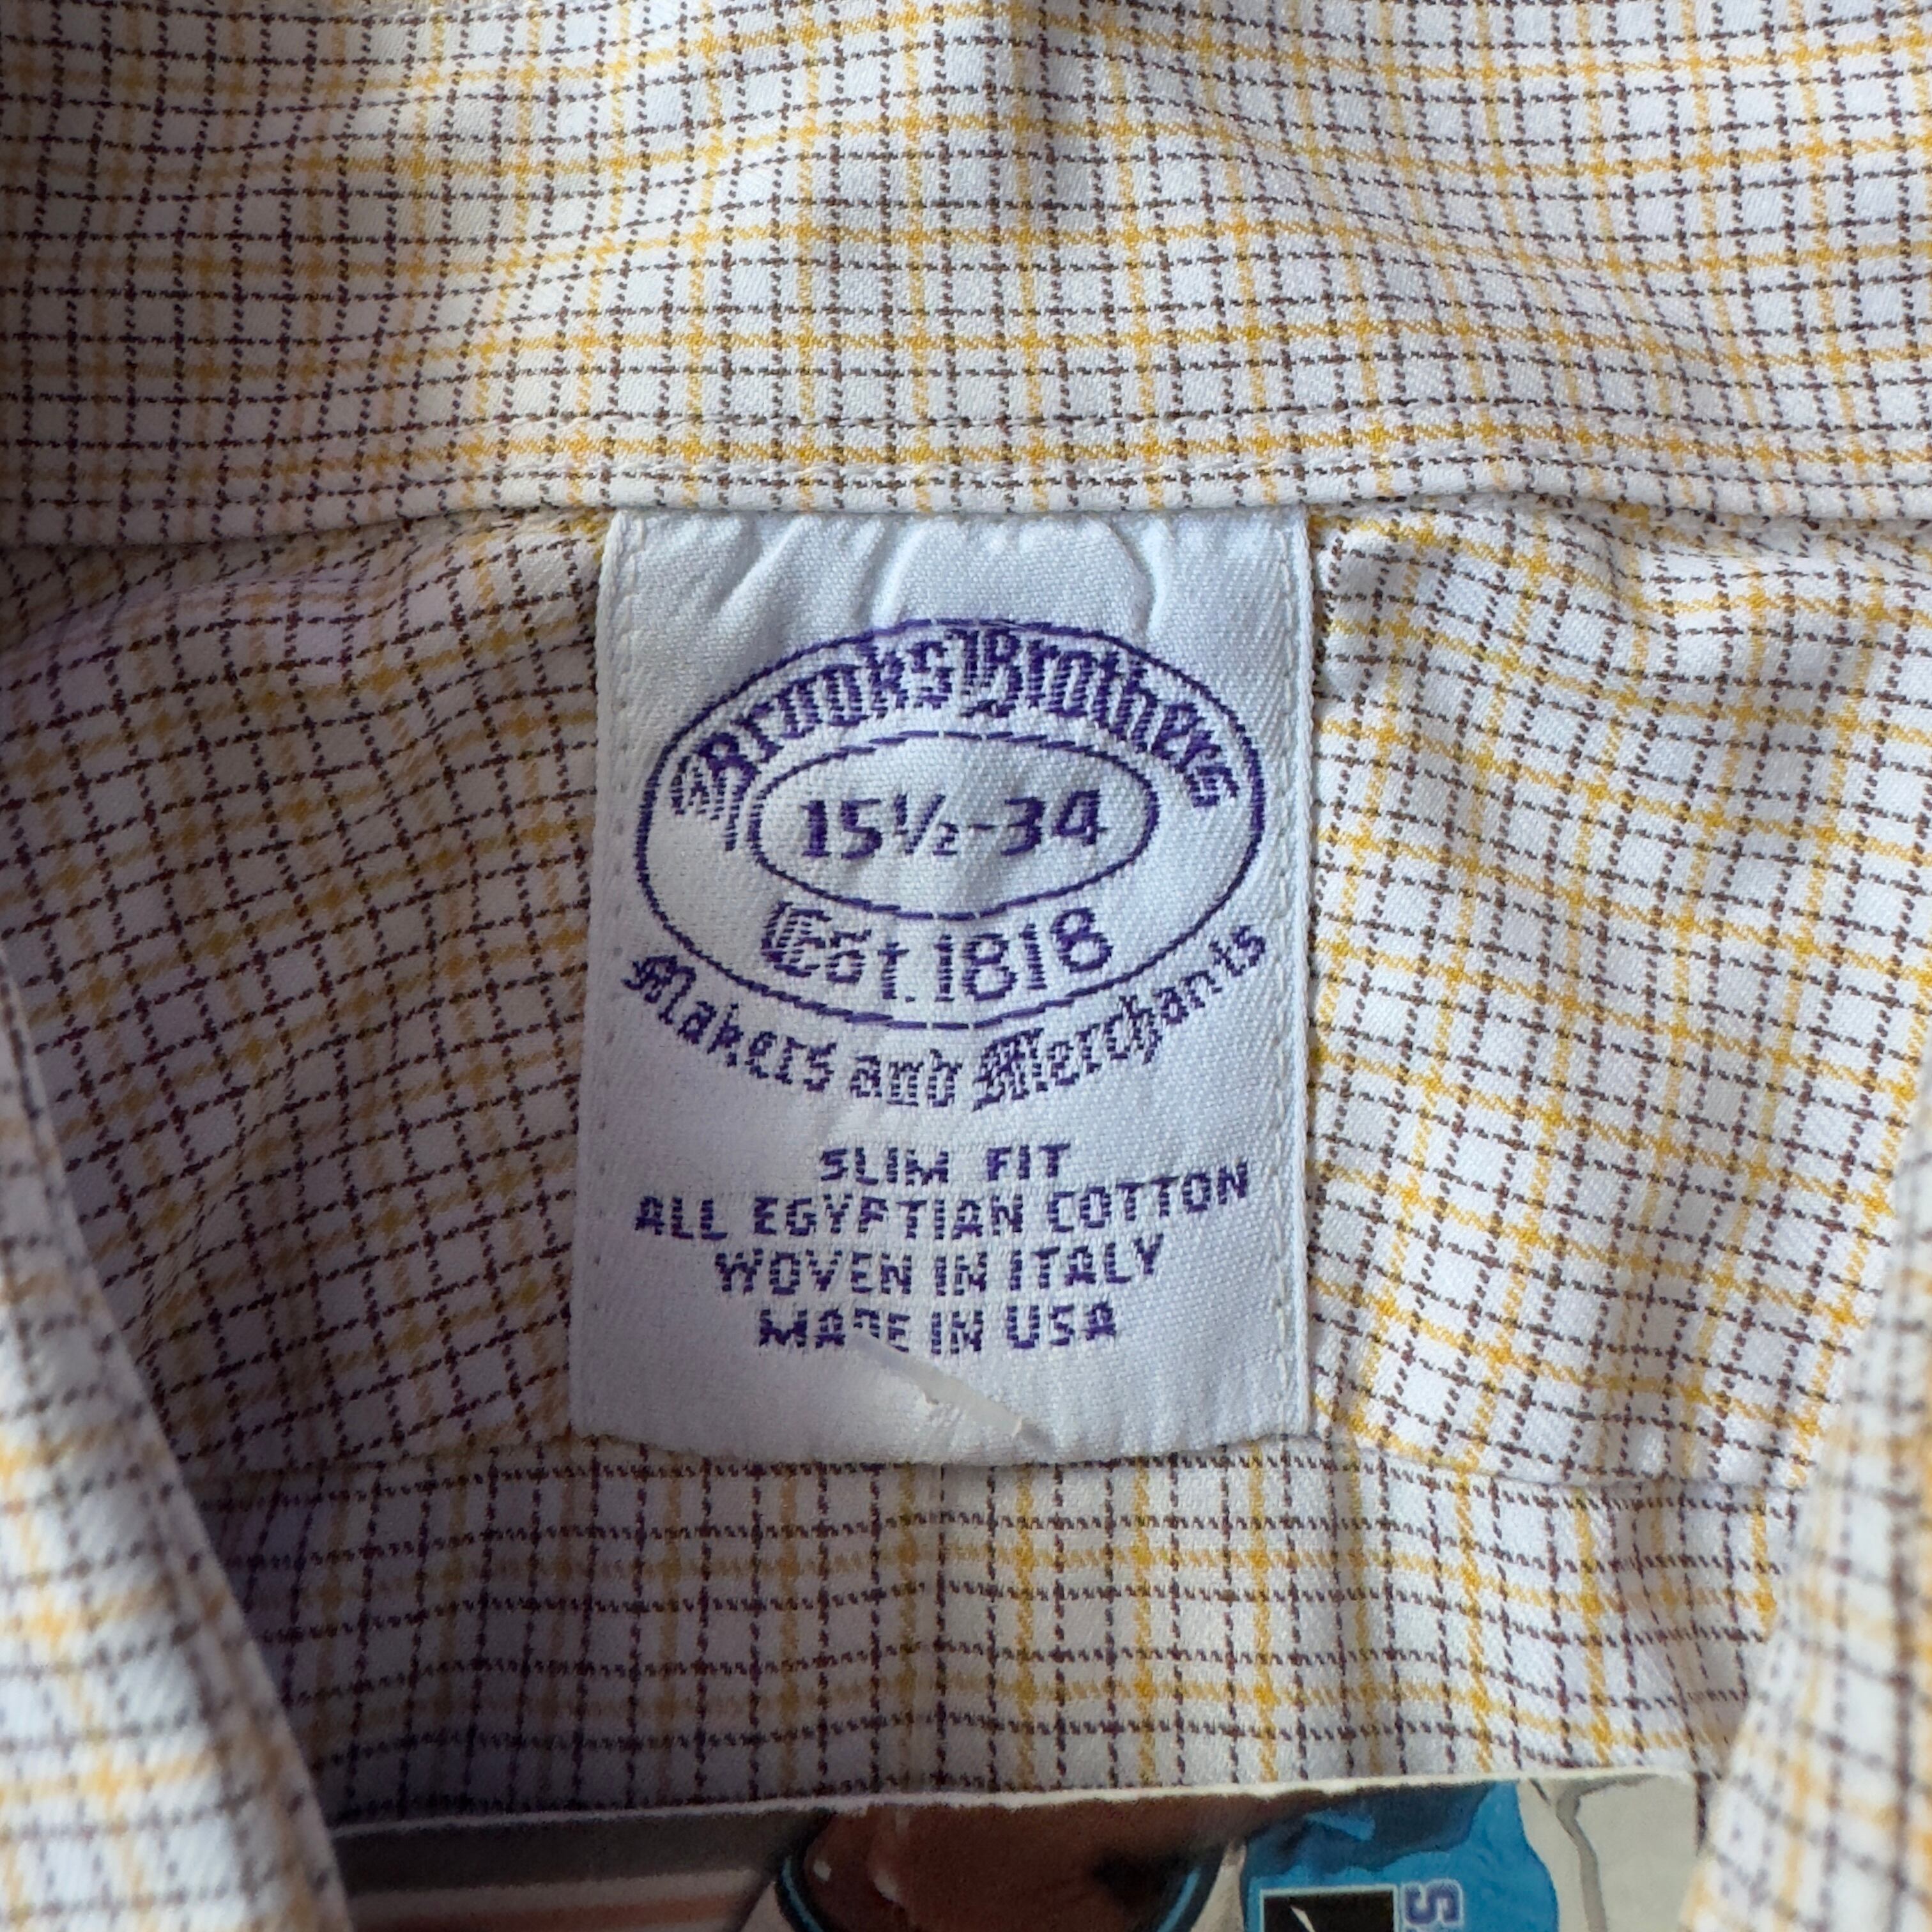 Brooks Brothers
15½-34
Est. 1818
Makers and Merchants
SLIM FIT
ALL EGYPTIAN COTTON
WOVEN IN ITALY
MADE IN USA